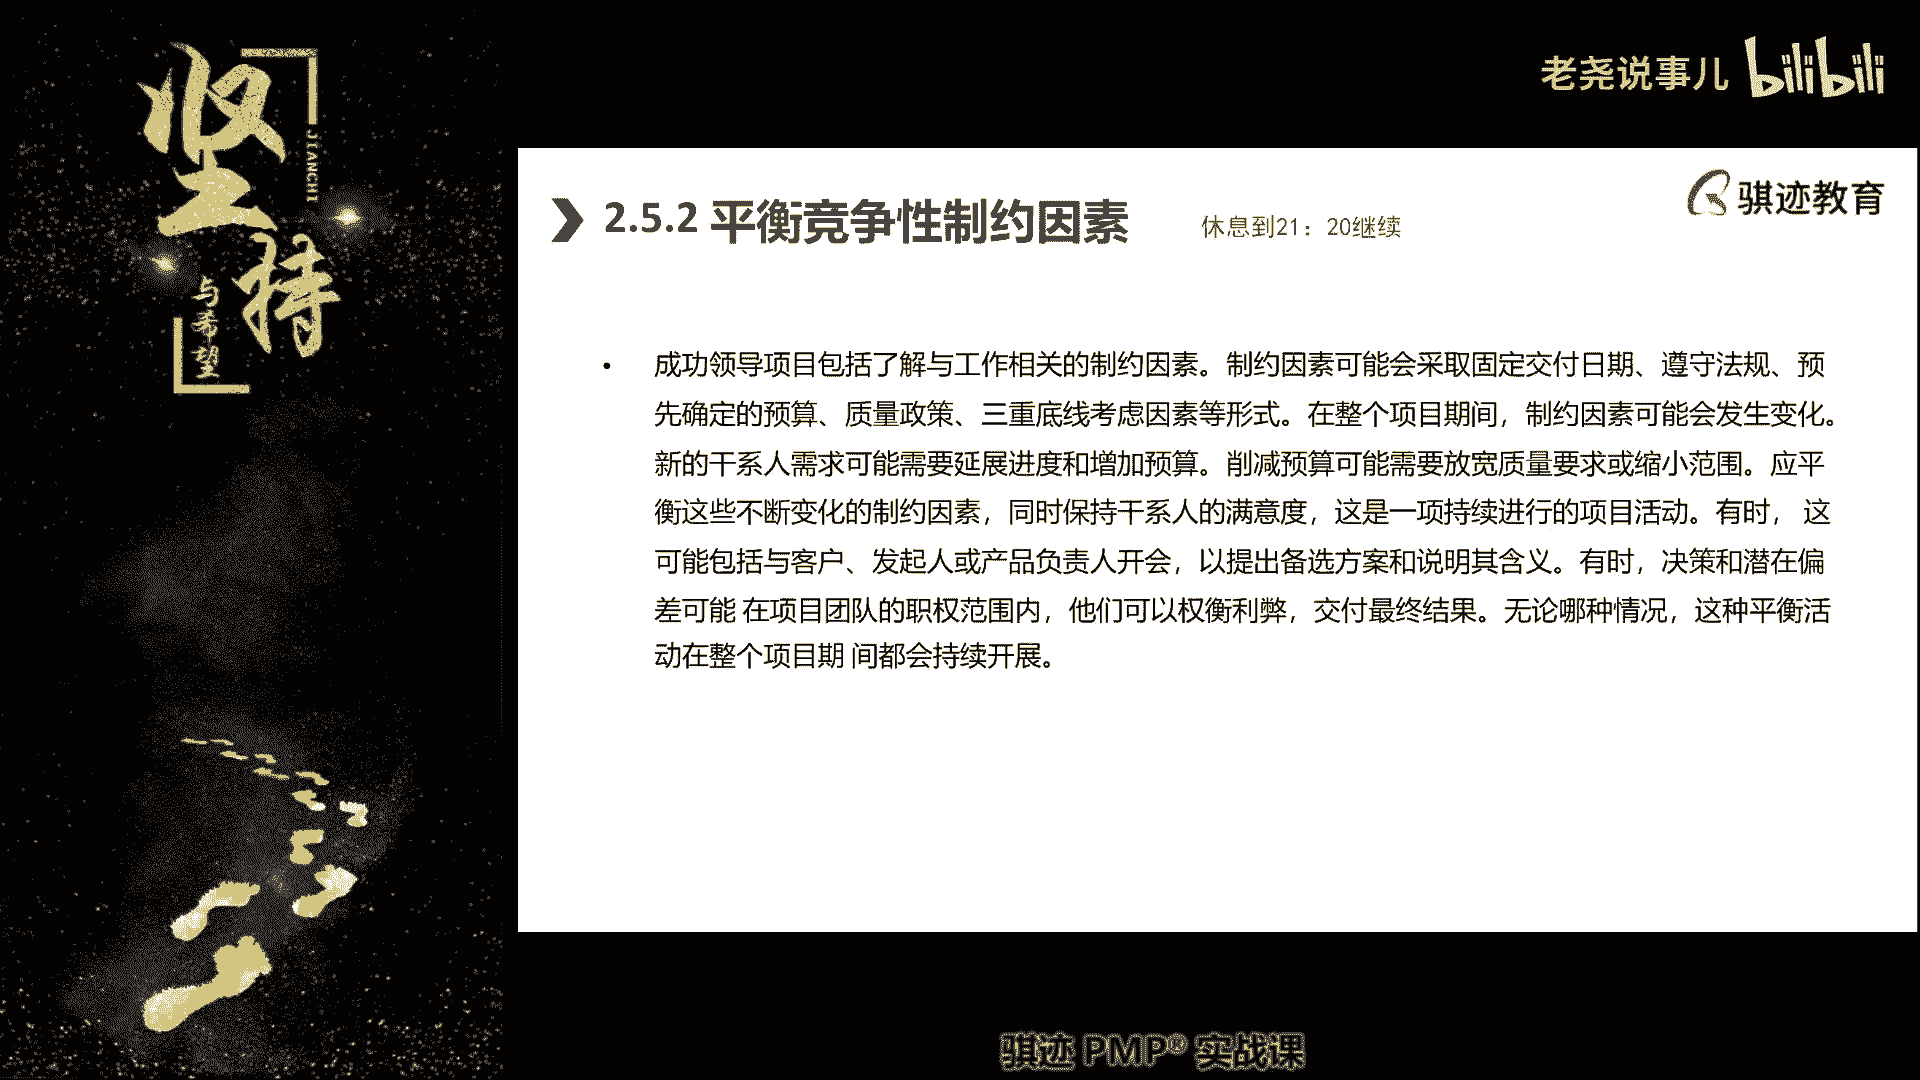 坚持
JIANCHI
与希望
老尧说事儿 bilibili
骐迹教育
2.5.2 平衡竞争性制约因素
休息到21：20继续
• 成功领导项目包括了解与工作相关的制约因素。制约因素可能会采取固定交付日期、遵守法规、预
先确定的预算、质量政策、三重底线考虑因素等形式。在整个项目期间，制约因素可能会发生变化。
新的干系人需求可能需要延展进度和增加预算。削减预算可能需要放宽质量要求或缩小范围。应平
衡这些不断变化的制约因素，同时保持干系人的满意度，这是一项持续进行的项目活动。有时， 这
可能包括与客户、发起人或产品负责人开会，以提出备选方案和说明其含义。有时，决策和潜在偏
差可能 在项目团队的职权范围内，他们可以权衡利弊，交付最终结果。无论哪种情况，这种平衡活
动在整个项目期 间都会持续开展。
骐迹 PMP® 实战课